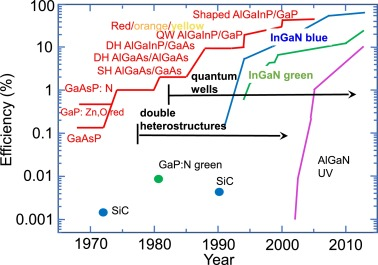 Shaped AlGaInP/GaP
Red/orange/yellow
QW AlGaInP/GaP
DH AlGaInP/GaAs
DH AlGaAs/AlGaAs
SH AlGaAs/GaAs
InGaN blue
InGaN green
GaAsP: N
quantum
wells
GaP: Zn,O red
double
heterostructures
GaAsP
GaP:N green
AlGaN
UV
SiC
SiC
100
10
1
0.1
0.01
0.001
Efficiency (%)
1970
1980
1990
2000
2010
Year